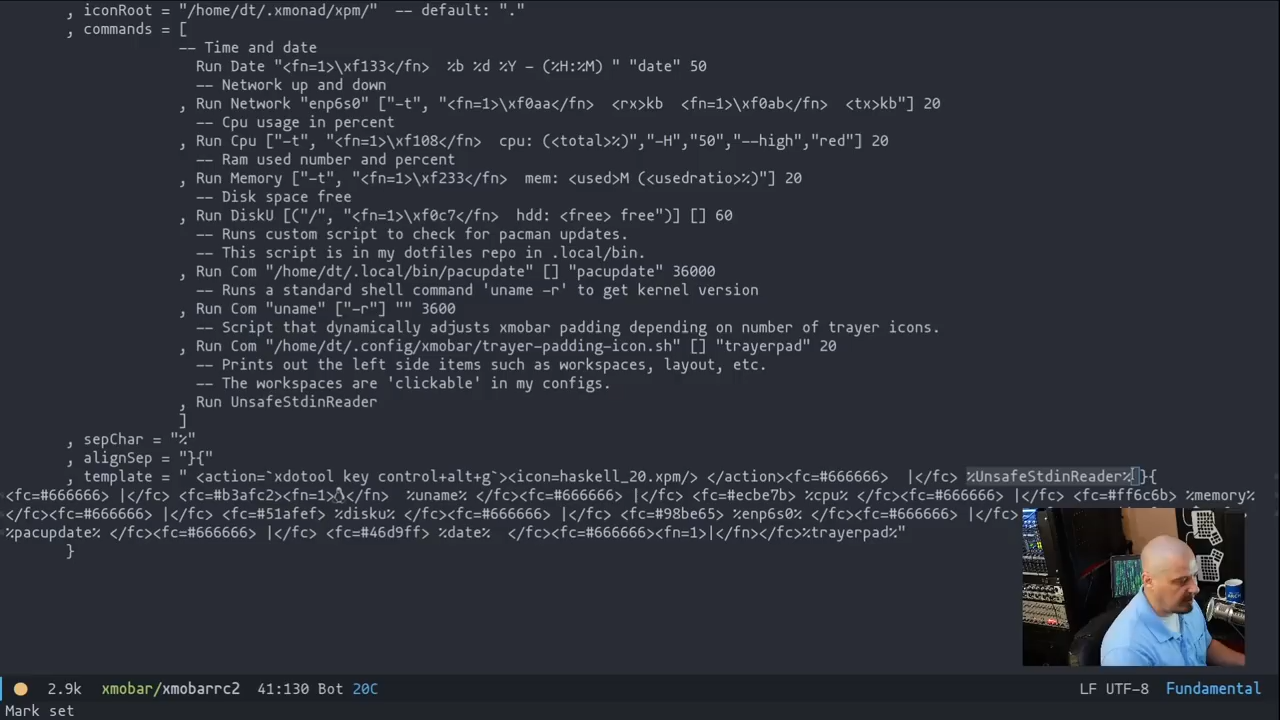 , iconRoot = "/home/dt/.xmonad/xpm/"  -- default: "."
, commands = [
-- Time and date
Run Date "<fn=1>\xf133</fn>  %b %d %Y - (%H:%M) " "date" 50
-- Network up and down
, Run Network "enp6s0" ["-t", "<fn=1>\xf0aa</fn>  <rx>kb  <fn=1>\xf0ab</fn>  <tx>kb"] 20
-- Cpu usage in percent
, Run Cpu ["-t", "<fn=1>\xf108</fn>  cpu: (<total>%)","-H","50","--high","red"] 20
-- Ram used number and percent
, Run Memory ["-t", "<fn=1>\xf233</fn>  mem: <used>M (<usedratio>%)"] 20
-- Disk space free
, Run DiskU [("/", "<fn=1>\xf0c7</fn>  hdd: <free> free")] [] 60
-- Runs custom script to check for pacman updates.
-- This script is in my dotfiles repo in .local/bin.
, Run Com "/home/dt/.local/bin/pacupdate" [] "pacupdate" 36000
-- Runs a standard shell command 'uname -r' to get kernel version
, Run Com "uname" ["-r"] "" 3600
-- Script that dynamically adjusts xmobar padding depending on number of trayer icons.
, Run Com "/home/dt/.config/xmobar/trayer-padding-icon.sh" [] "trayerpad" 20
-- Prints out the left side items such as workspaces, layout, etc.
-- The workspaces are 'clickable' in my configs.
, Run UnsafeStdinReader
]
, sepChar = "%"
, alignSep = "}{"
, template = " <action=`xdotool key control+alt+g`><icon=haskell_20.xpm/> </action><fc=#666666>  |</fc> %UnsafeStdinReader% }{
<fc=#666666> |</fc> <fc=#b3afc2><fn=1></fn>  %uname% </fc><fc=#666666> |</fc> <fc=#ecbe7b> %cpu% </fc><fc=#666666> |</fc> <fc=#ff6c6b> %memory%
</fc><fc=#666666> |</fc> <fc=#51afef> %disku% </fc><fc=#666666> |</fc> <fc=#98be65> %enp6s0% </fc><fc=#666666> |</fc>
%pacupdate% </fc><fc=#666666> |</fc> <fc=#46d9ff> %date%  </fc><fc=#666666><fn=1>|</fn></fc>%trayerpad%"
}
2.9k  xmobar/xmobarrc2  41:130 Bot  20C  LF UTF-8  Fundamental
Mark set